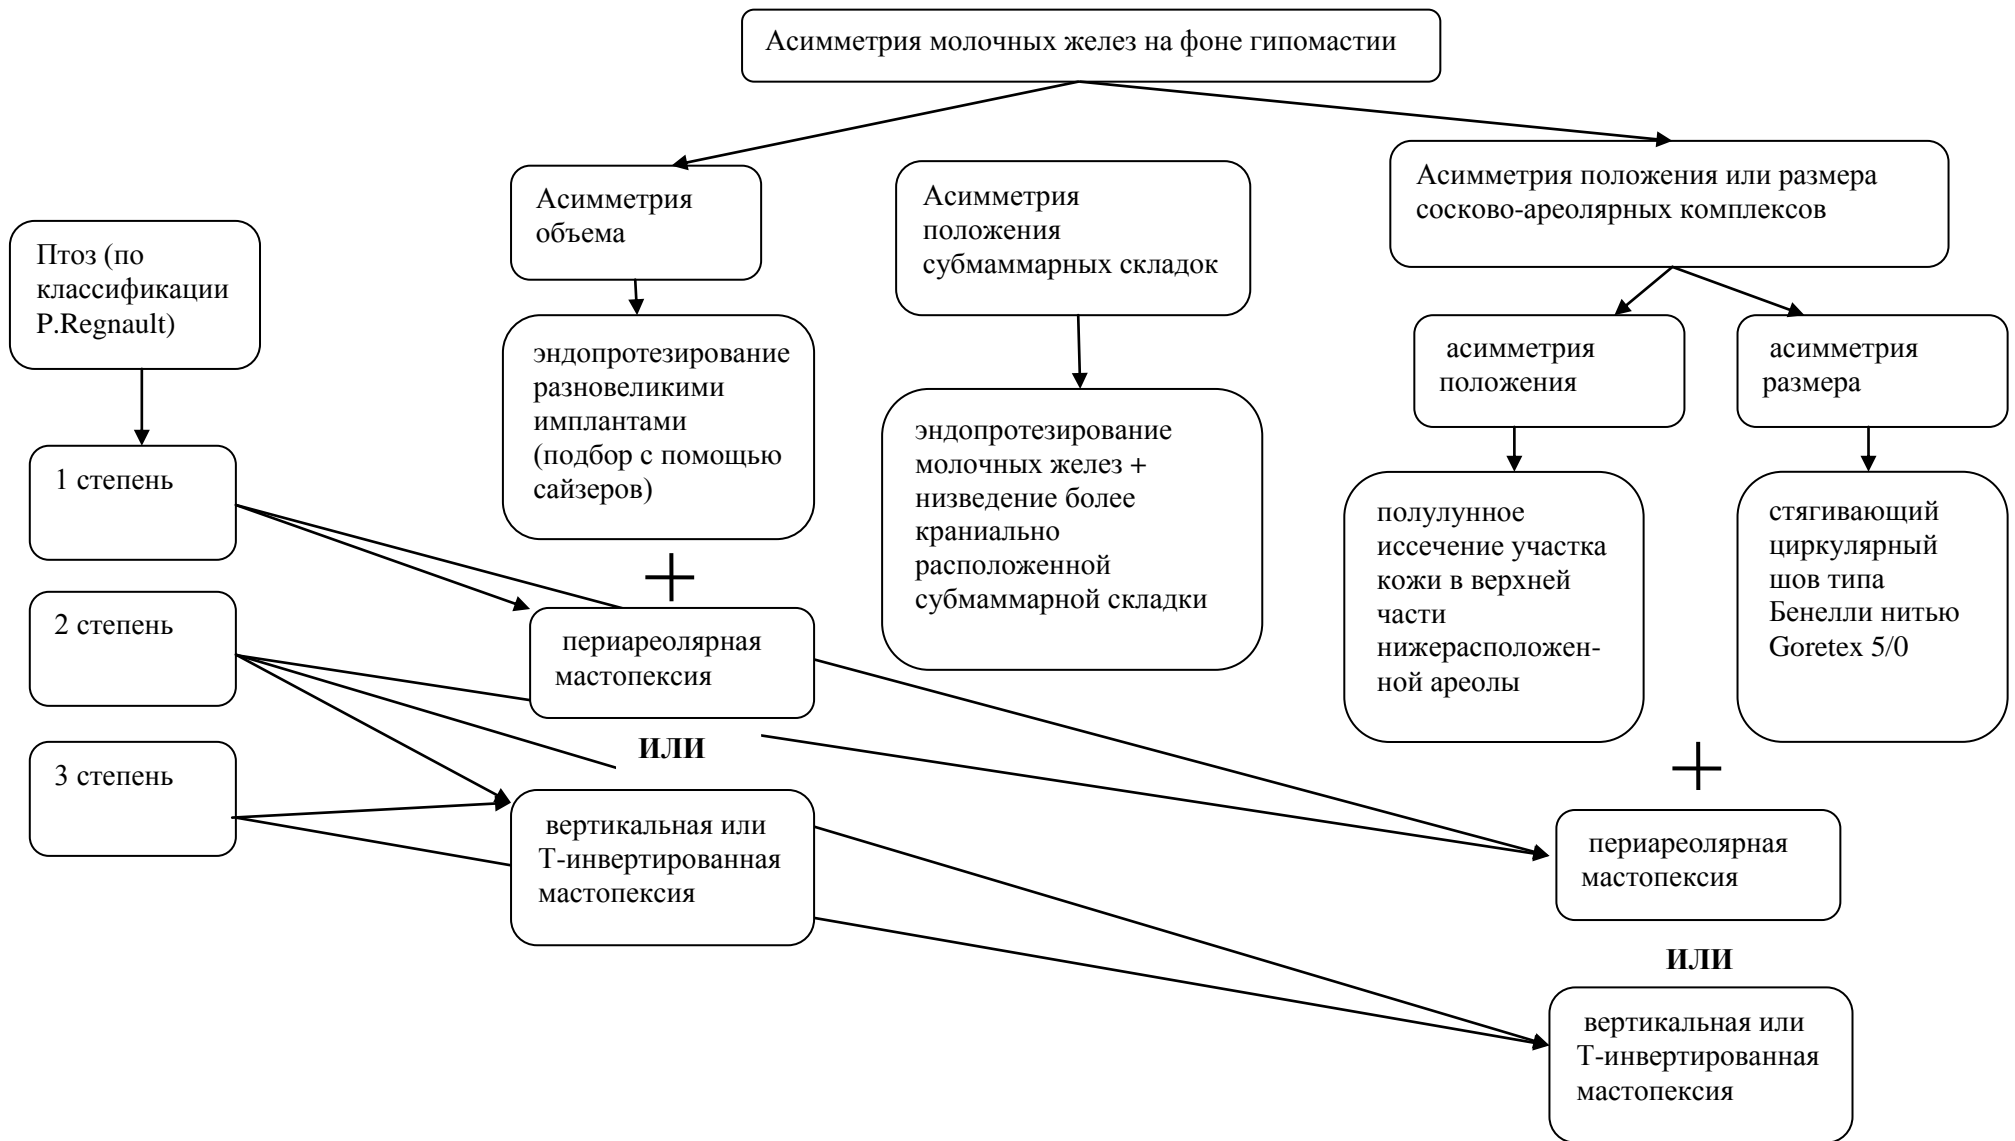 Асимметрия молочных желез на фоне гипомастии
Птоз (по
классификации
P.Regnault)
1 степень
2 степень
3 степень
Асимметрия
объема
эндопротезирование
разновеликими
имплантами
(подбор с помощью
сайзеров)
+
периареолярная
мастопексия
ИЛИ
вертикальная или
Т-инвертированная
мастопексия
Асимметрия
положения
субмаммарных складок
эндопротезирование
молочных желез +
низведение более
краниально
расположенной
субмаммарной складки
Асимметрия положения или размера
сосково-ареолярных комплексов
асимметрия
положения
полулунное
иссечение участка
кожи в верхней
части
нижерасположен-
ной ареолы
асимметрия
размера
стягивающий
циркулярный
шов типа
Бенелли нитью
Goretex 5/0
+
периареолярная
мастопексия
ИЛИ
вертикальная или
Т-инвертированная
мастопексия